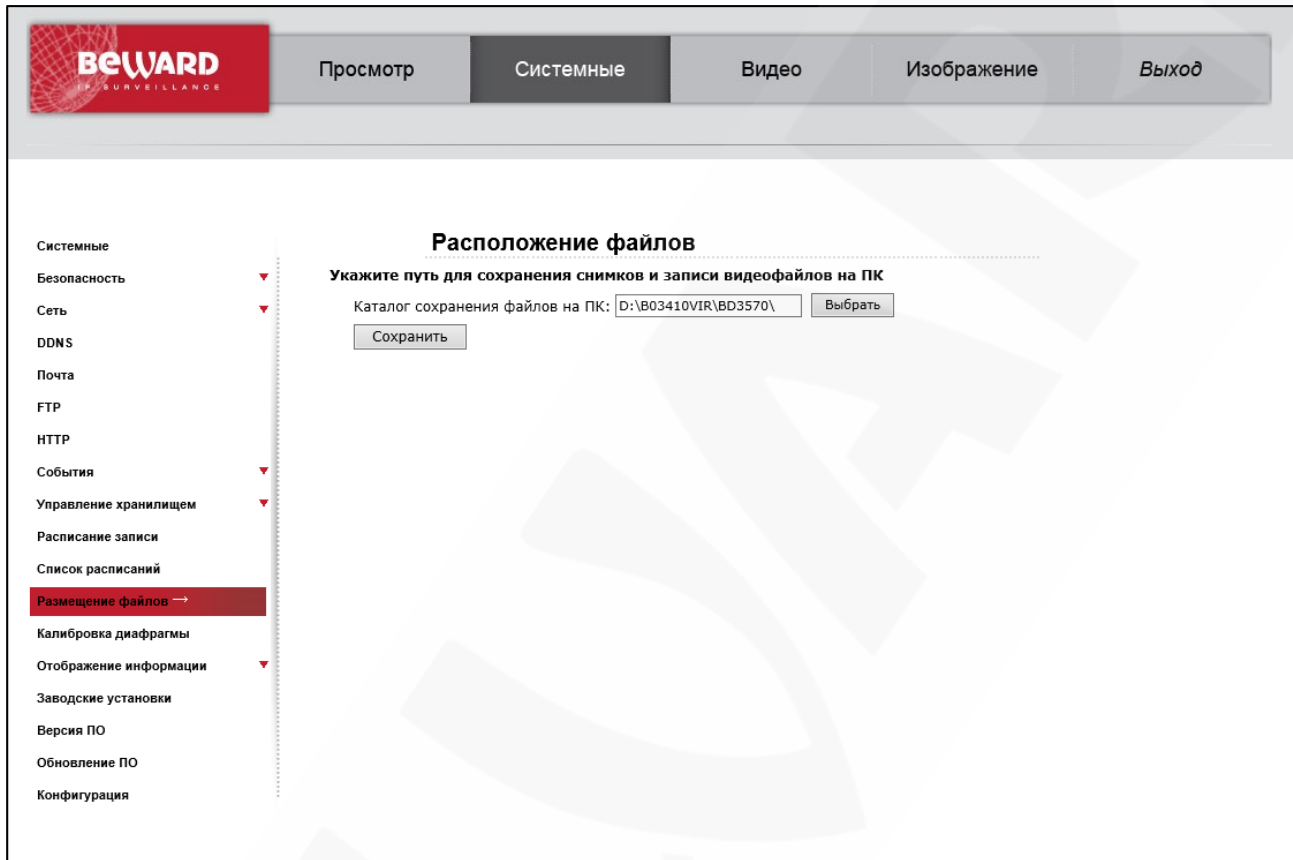 BEWARD
IP SURVEILLANCE
Просмотр
Системные
Видео
Изображение
Выход
Системные
Безопасность
Сеть
DDNS
Почта
FTP
HTTP
События
Управление хранилищем
Расписание записи
Список расписаний
Размещение файлов →
Калибровка диафрагмы
Отображение информации
Заводские установки
Версия ПО
Обновление ПО
Конфигурация
Расположение файлов
Укажите путь для сохранения снимков и записи видеофайлов на ПК
Каталог сохранения файлов на ПК: D:\B03410VIR\BD3570\ Выбрать
Сохранить